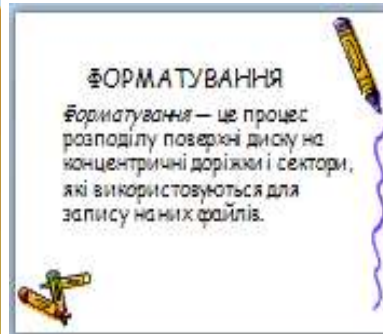 ФОРМАТУВАННЯ
Форматування — це процес
розподілу поверхні диску на
концентричні доріжки і сектори,
які використовуються для
запису на них файлів.